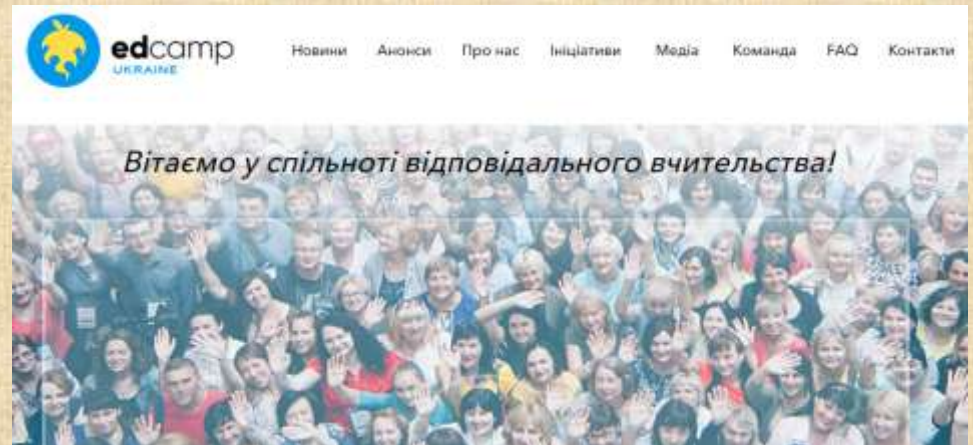 edcamp
UKRAINE
Новини Анонси Про нас Ініціативи Медіа Команда FAQ Контакти
Вітаємо у спільноті відповідального вчительства!